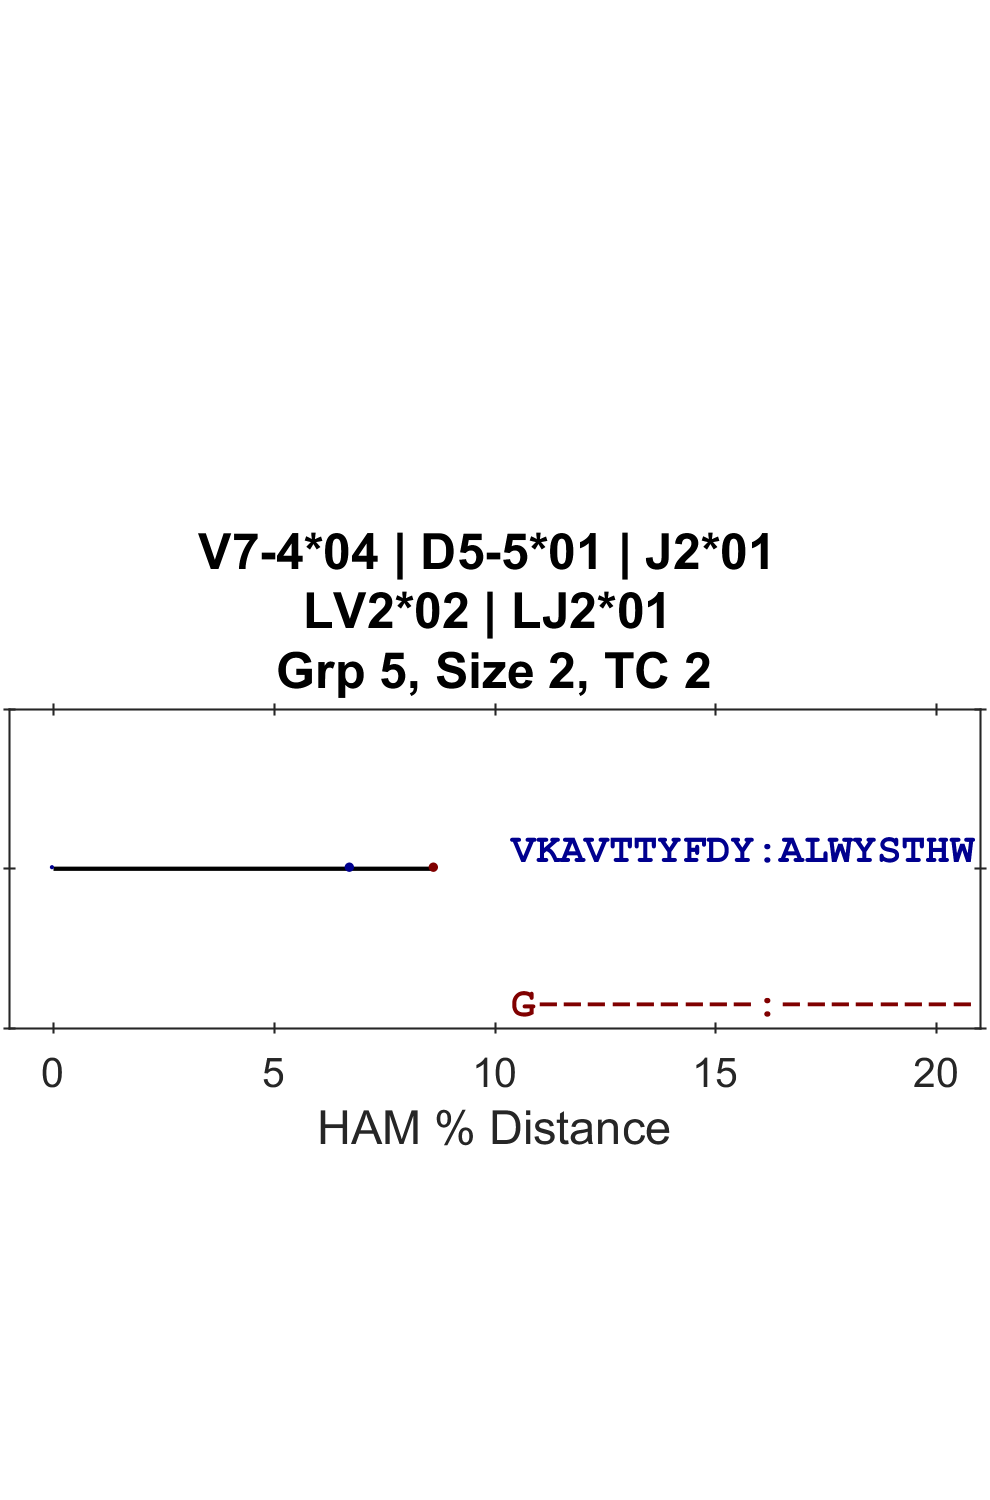 V7-4*04 | D5-5*01 | J2*01
LV2*02 | LJ2*01
Grp 5, Size 2, TC 2
VKAVTTYFDY:ALWYSTHW
G---------:--------
0 5 10 15 20
HAM % Distance